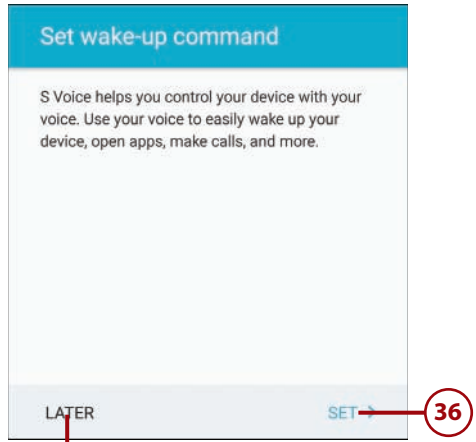 Set wake-up command
S Voice helps you control your device with your
voice. Use your voice to easily wake up your
device, open apps, make calls, and more.
LATER
SET >
36